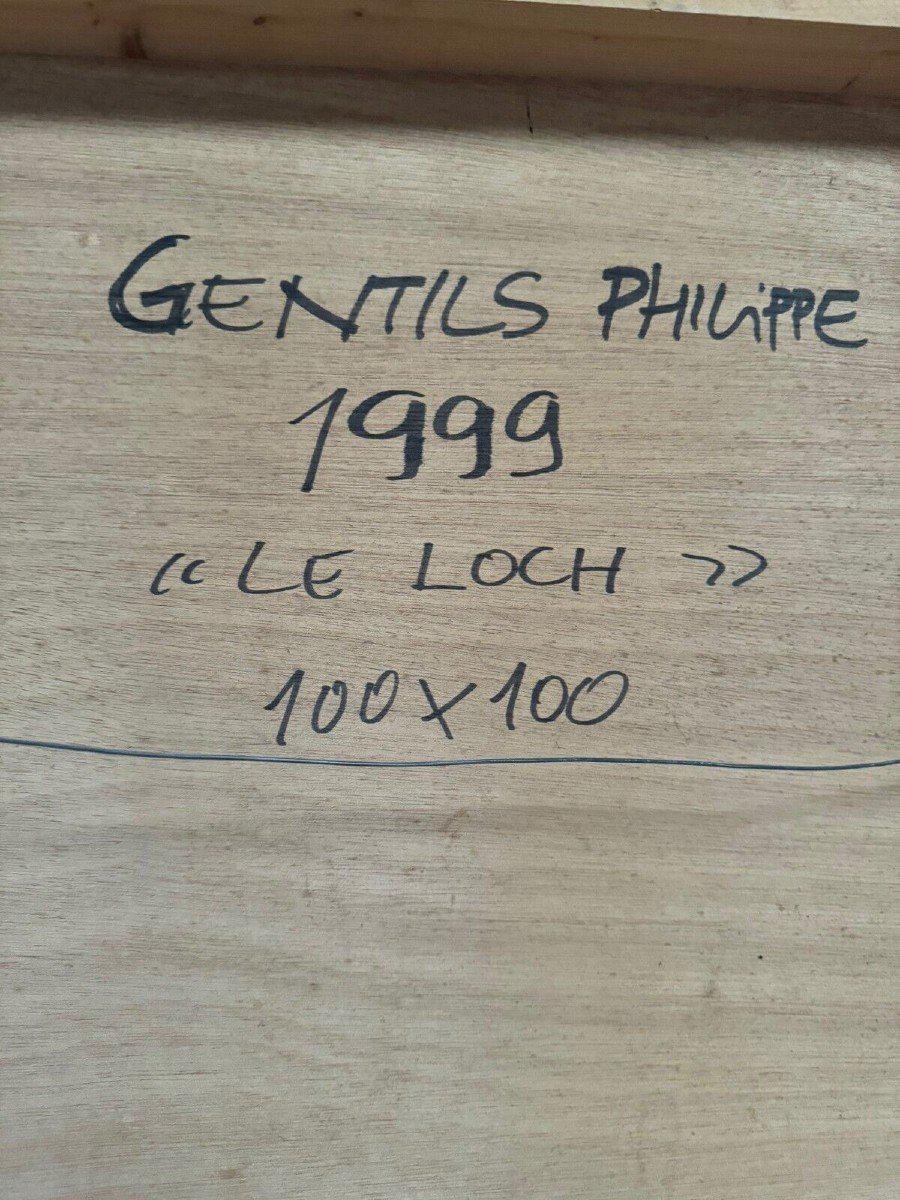 GENTILS PHILIPPE
1999
« LE LOCH »
100x100